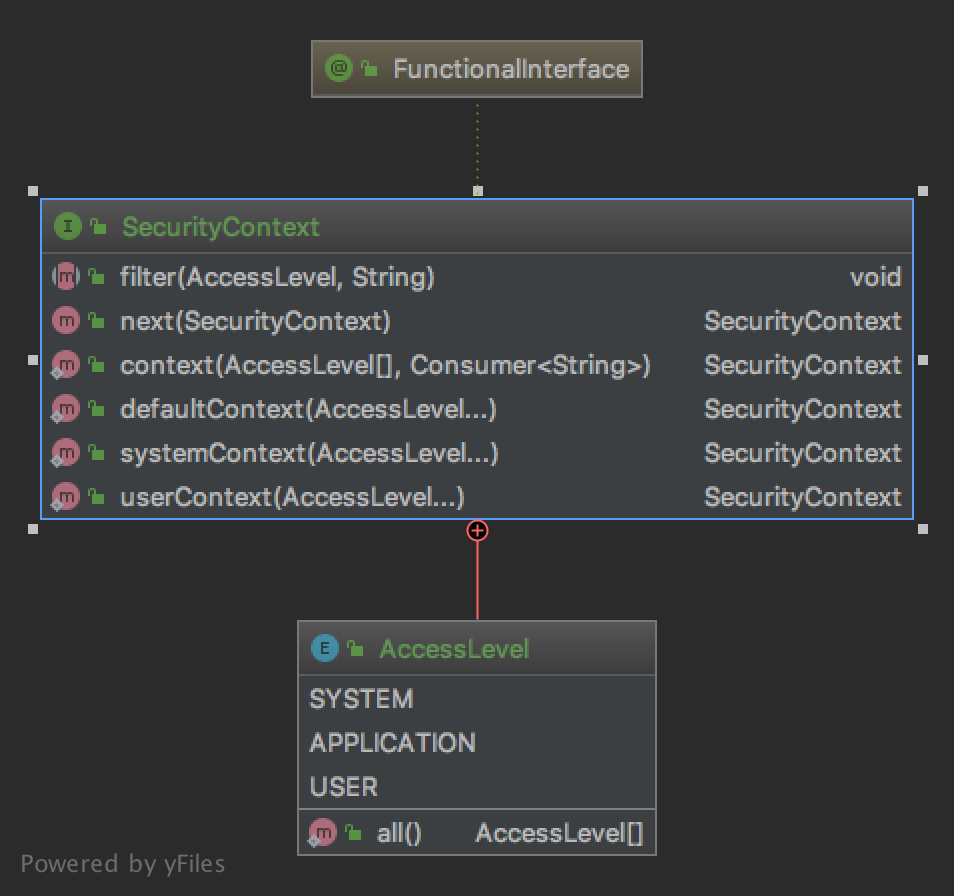 @ FunctionalInterface
I SecurityContext
m filter(AccessLevel, String) void
m next(SecurityContext) SecurityContext
m context(AccessLevel[], Consumer<String>) SecurityContext
m defaultContext(AccessLevel...) SecurityContext
m systemContext(AccessLevel...) SecurityContext
m userContext(AccessLevel...) SecurityContext
E AccessLevel
SYSTEM
APPLICATION
USER
m all() AccessLevel[]
Powered by yFiles